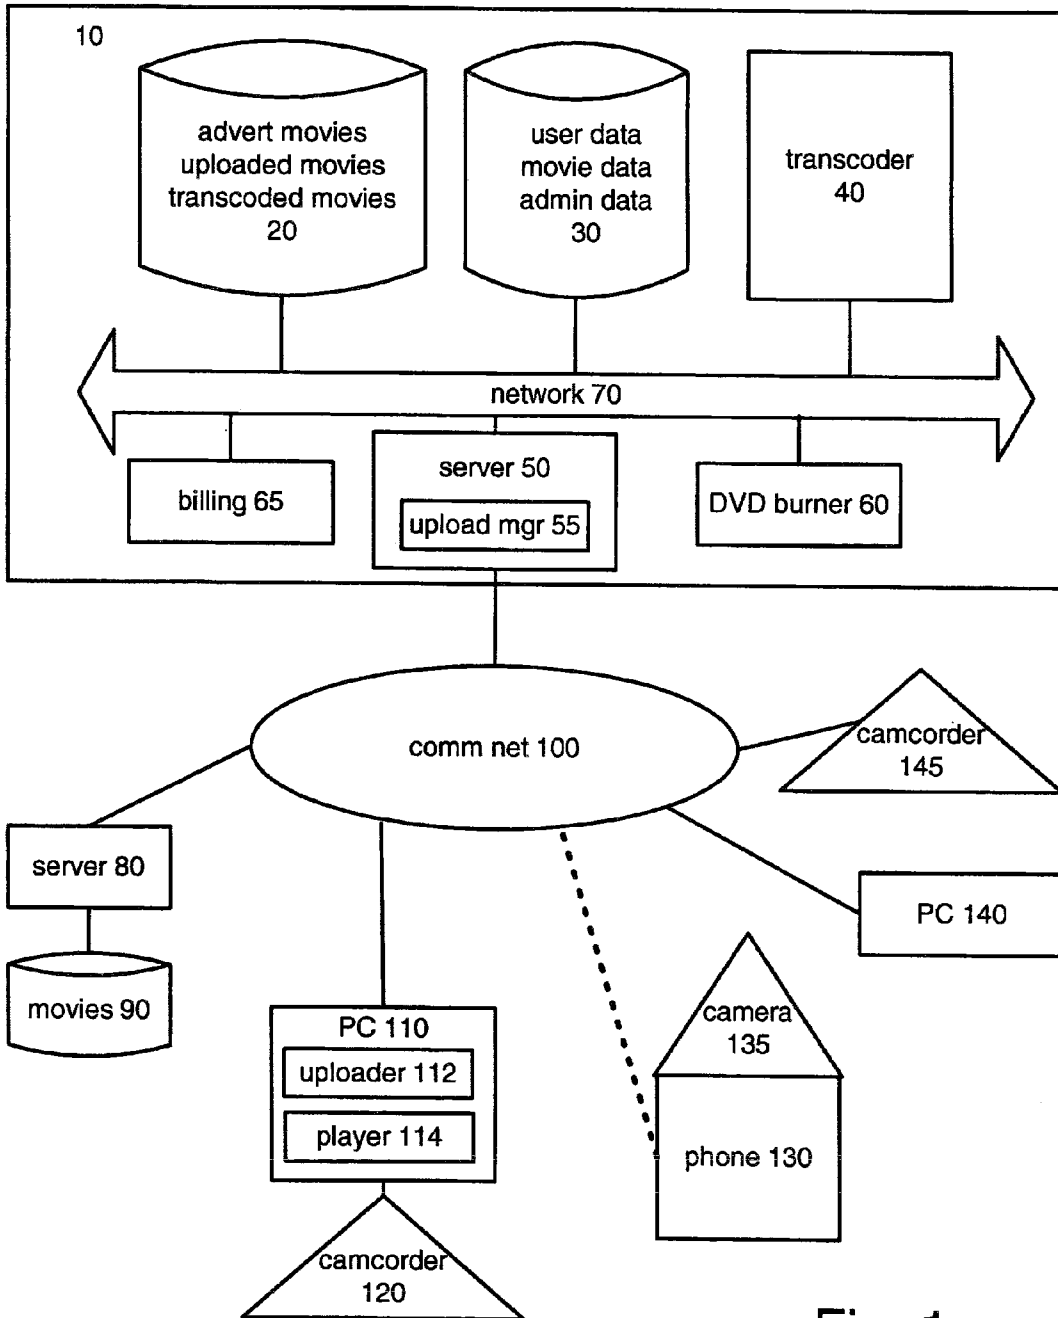 10
advert movies
uploaded movies
transcoded movies
20
user data
movie data
admin data
30
transcoder
40
network 70
billing 65
server 50
upload mgr 55
DVD burner 60
comm net 100
camcorder
145
server 80
PC 140
movies 90
PC 110
uploader 112
player 114
camera
135
phone 130
camcorder
120